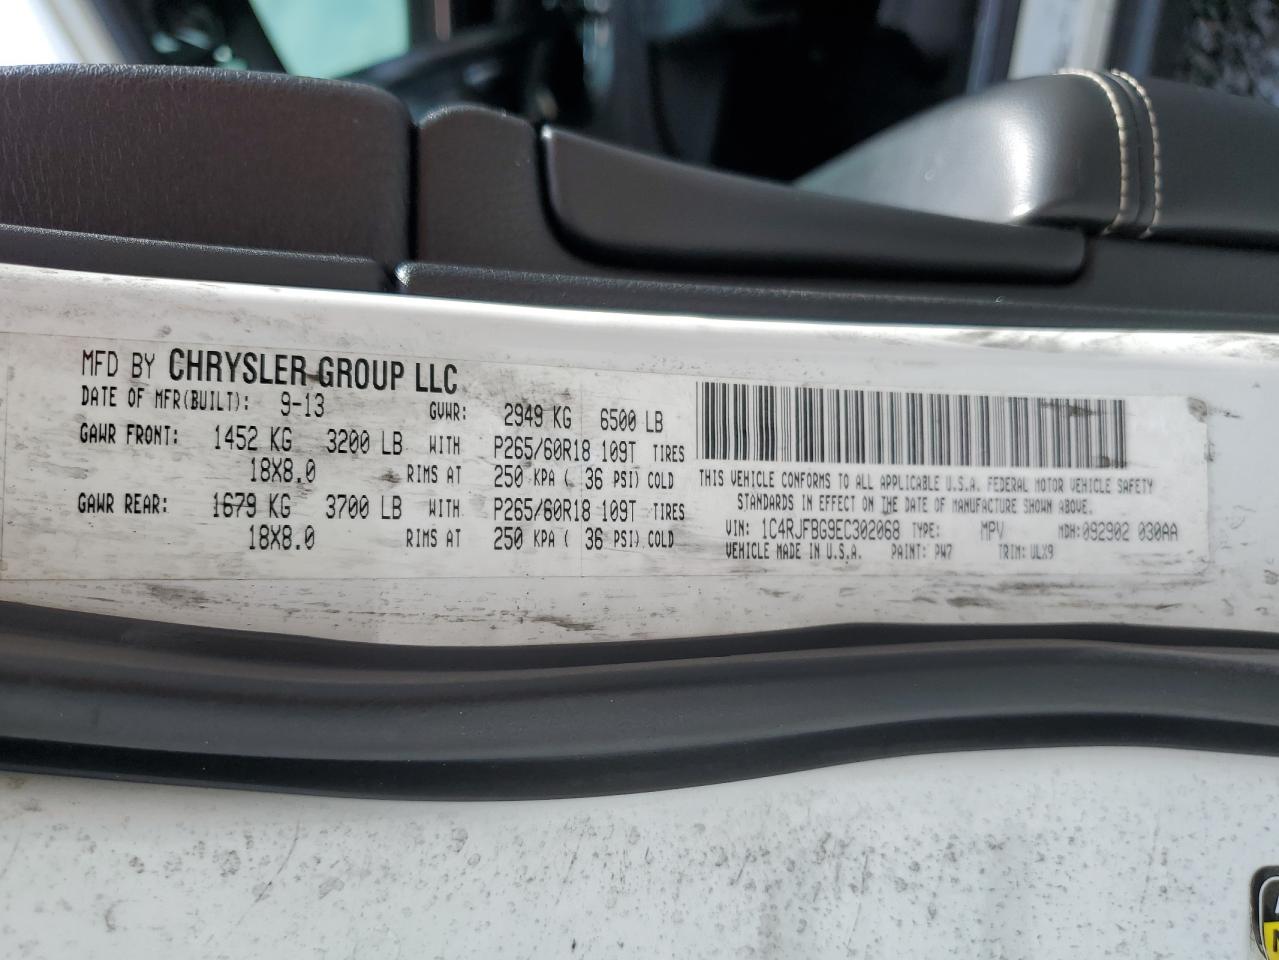 MFD BY CHRYSLER GROUP LLC
DATE OF MFR(BUILT): 9-13 GVWR: 2949 KG 6500 LB
GAWR FRONT: 1452 KG 3200 LB WITH P265/60R18 109T TIRES
18X8.0 RIMS AT 250 KPA ( 36 PSI) COLD
GAWR REAR: 1679 KG 3700 LB WITH P265/60R18 109T TIRES
18X8.0 RIMS AT 250 KPA ( 36 PSI) COLD
THIS VEHICLE CONFORMS TO ALL APPLICABLE U.S.A. FEDERAL MOTOR VEHICLE SAFETY
STANDARDS IN EFFECT ON THE DATE OF MANUFACTURE SHOWN ABOVE.
VIN: 1C4RJFBG9EC302068 TYPE: MPV MDH:092902 030AA
VEHICLE MADE IN U.S.A. PAINT: PW7 TRIM: ULX9